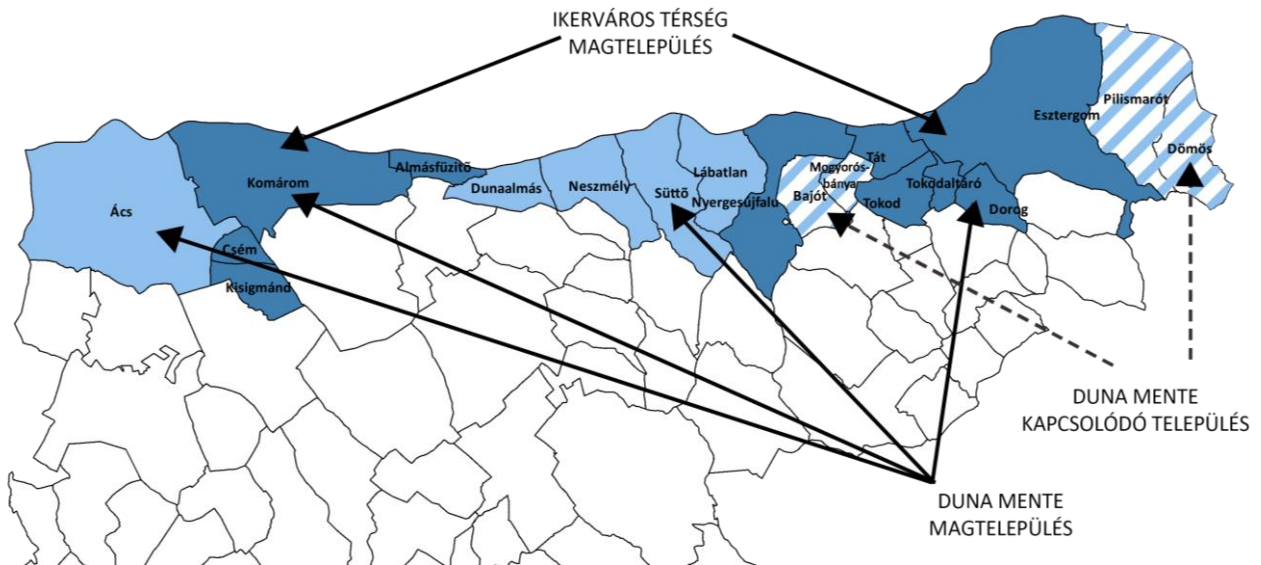 IKERVÁROS TÉRSÉG
MAGTELEPÜLÉS
Pilismarót
Esztergom
Dömös
Tát
Almásfüzitő
Lábatlan
Mogyorós-
bánya
Komárom
Dunaalmás
Neszmély
Süttő
Bajót
Tokodaltáró
Nyergesújfalu
Tokod
Dorog
Ács
Csém
Kisigmánd
DUNA MENTE
KAPCSOLÓDÓ TELEPÜLÉS
DUNA MENTE
MAGTELEPÜLÉS